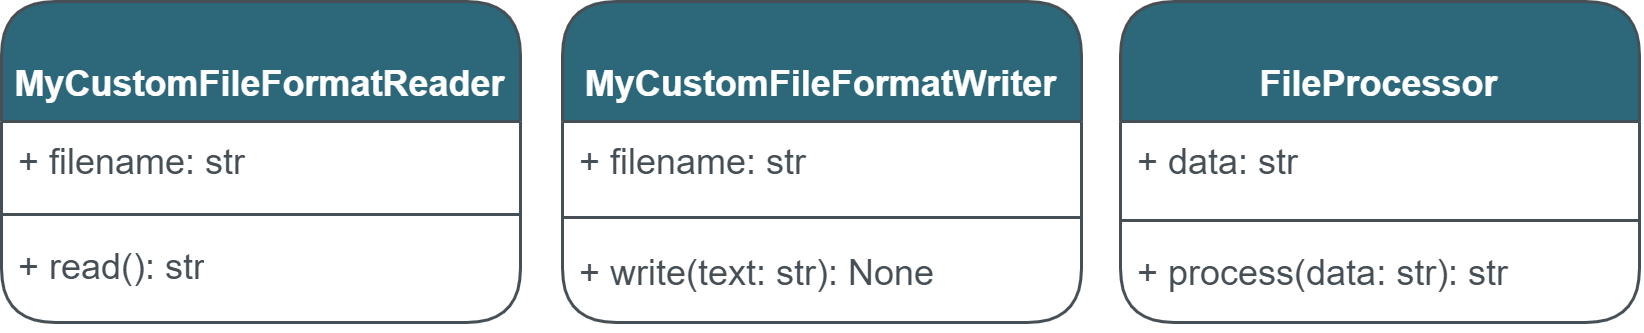 MyCustomFileFormatReader
+ filename: str
+ read(): str
MyCustomFileFormatWriter
+ filename: str
+ write(text: str): None
FileProcessor
+ data: str
+ process(data: str): str